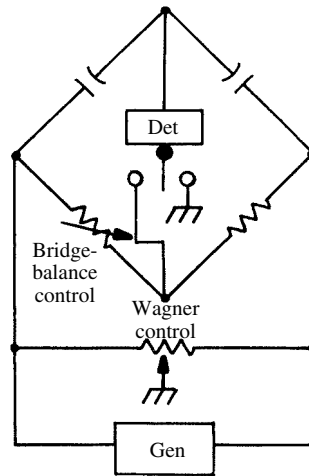 Det
Bridge-
balance
control
Wagner
control
Gen